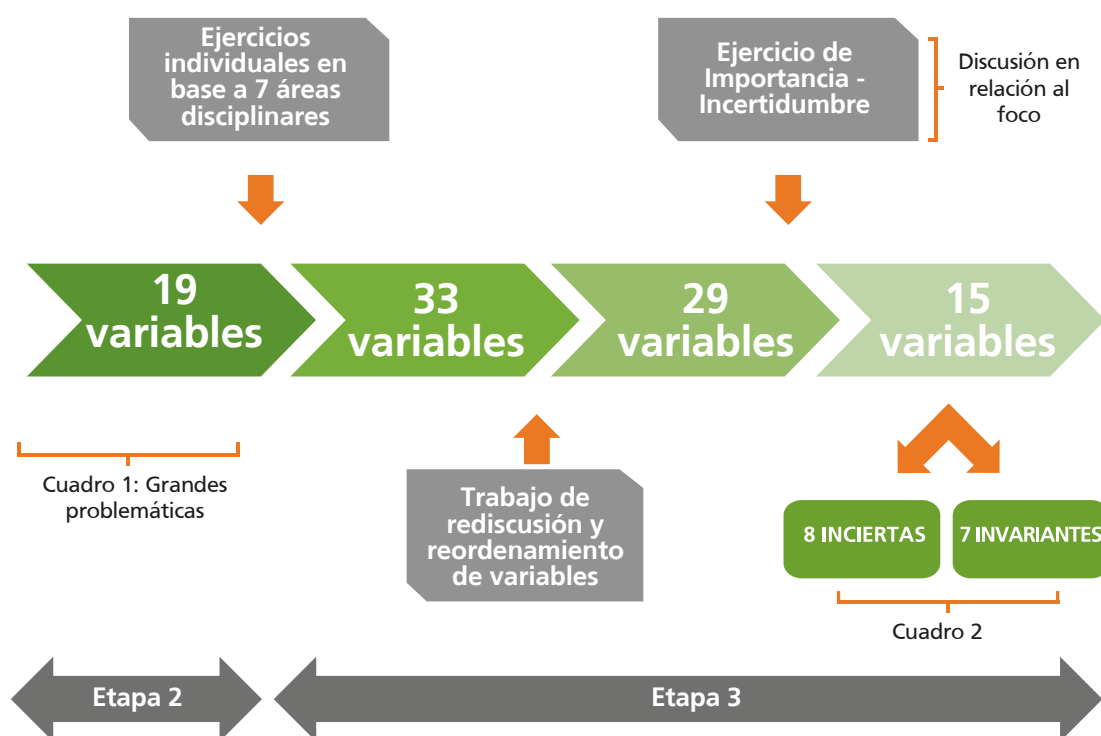 Ejercicios
individuales en
base a 7 áreas
disciplinares
Ejercicio de
Importancia -
Incertidumbre
Discusión en
relación al
foco
19
variables
33
variables
29
variables
15
variables
Cuadro 1: Grandes
problemáticas
Trabajo de
rediscusión y
reordenamiento
de variables
8 INCIERTAS
7 INVARIANTES
Cuadro 2
Etapa 2
Etapa 3